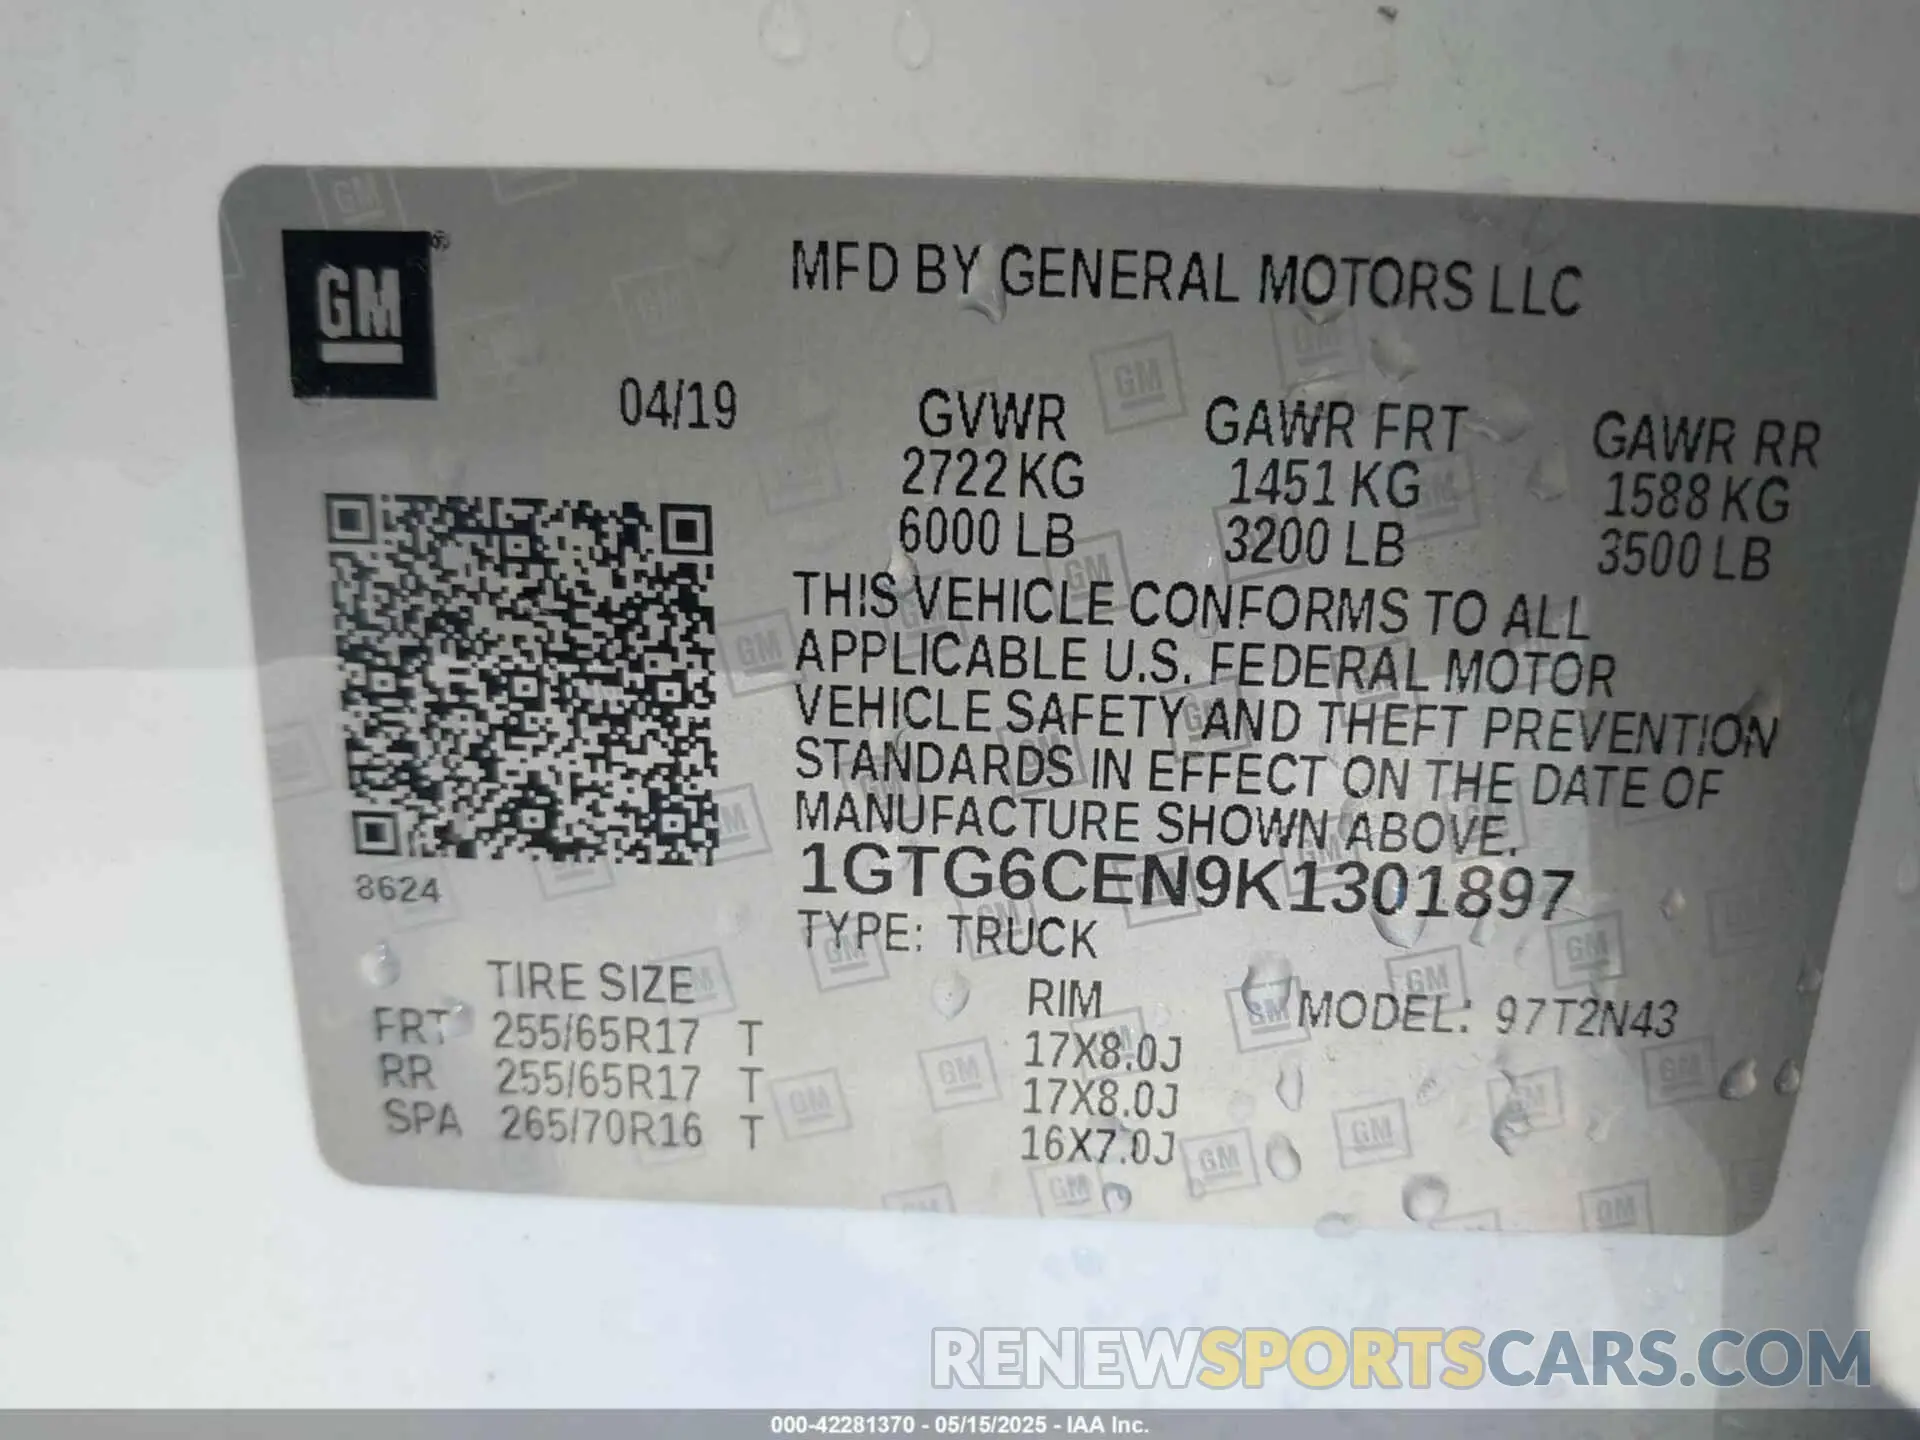 GM®
MFD BY GENERAL MOTORS LLC
04/19
GVWR GAWR FRT GAWR RR
2722 KG 1451 KG 1588 KG
6000 LB 3200 LB 3500 LB
THIS VEHICLE CONFORMS TO ALL
APPLICABLE U.S. FEDERAL MOTOR
VEHICLE SAFETY AND THEFT PREVENTION
STANDARDS IN EFFECT ON THE DATE OF
MANUFACTURE SHOWN ABOVE.
1GTG6CEN9K1301897
8624
TYPE: TRUCK
TIRE SIZE RIM MODEL: 97T2N43
FRT 255/65R17 T 17X8.0J
RR 255/65R17 T 17X8.0J
SPA 265/70R16 T 16X7.0J
RENEWSPORTSCARS.COM
000-42281370 - 05/15/2025 - IAA Inc.